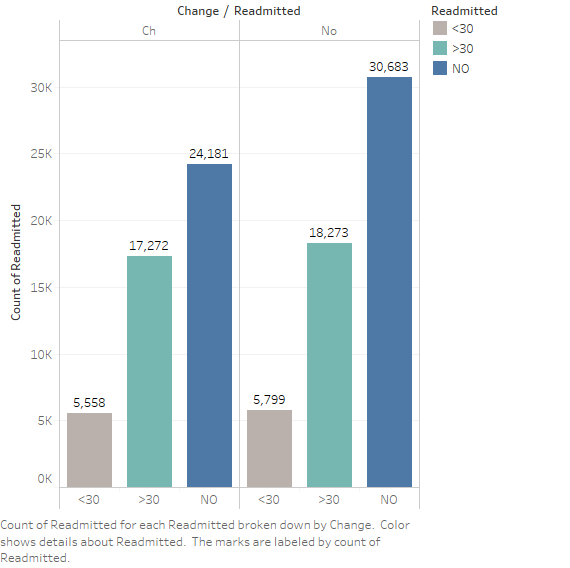 Change / Readmitted
Ch
No
Count of Readmitted
30K
25K
20K
15K
10K
5K
0K
5,558
17,272
24,181
5,799
18,273
30,683
<30
>30
NO
<30
>30
NO
Readmitted
<30
>30
NO
Count of Readmitted for each Readmitted broken down by Change. Color
shows details about Readmitted. The marks are labeled by count of
Readmitted.